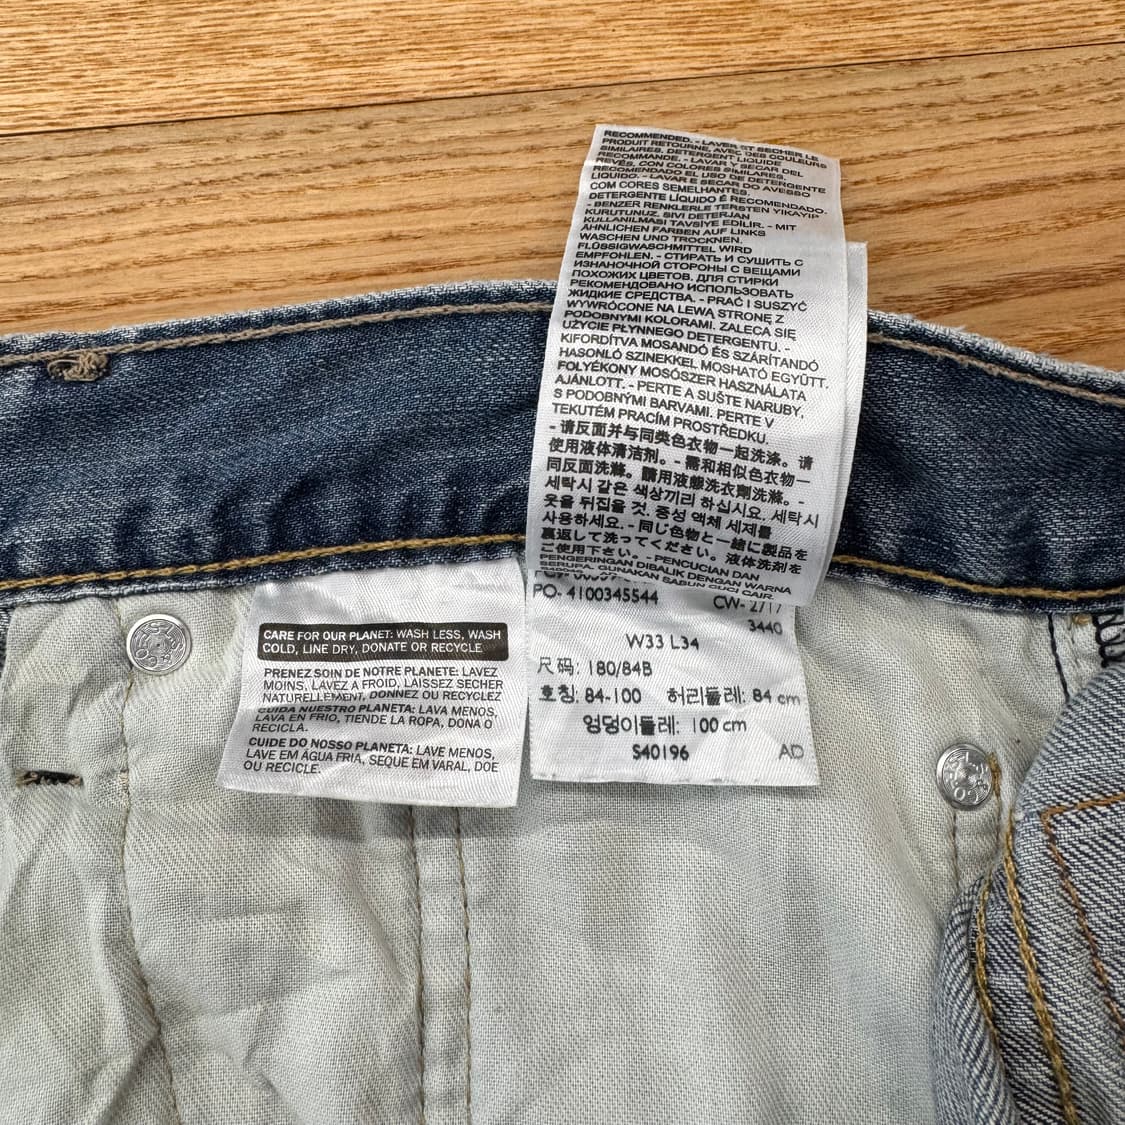 RECOMMENDED. - LAVER ET SECHER LE
PRODUIT RETOURNE, AVEC DES COULEURS
SIMILAIRES. DETERGENT LIQUIDE
RECOMMANDE. - LAVAR Y SECAR DEL
REVÉS, CON COLORES SIMILARES.
RECOMENDADO EL USO DE DETERGENTE
LÍQUIDO. - LAVAR E SECAR DO AVESSO
COM CORES SEMELHANTES.
DETERGENTE LÍQUIDO É RECOMENDADO.
- BENZER RENKLERLE TERSTEN YIKAYIP
KURUTUNUZ. SIVI DETERJAN
KULLANILMASI TAVSİYE EDİLİR. - MIT
ÄHNLICHEN FARBEN AUF LINKS
WASCHEN UND TROCKNEN.
FLÜSSIGWASCHMITTEL WIRD
EMPFOHLEN. - СТИРАТЬ И СУШИТЬ С
ИЗНАНОЧНОЙ СТОРОНЫ С ВЕЩАМИ
ПОХОЖИХ ЦВЕТОВ. ДЛЯ СТИРКИ
РЕКОМЕНДОВАНО ИСПОЛЬЗОВАТЬ
ЖИДКИЕ СРЕДСТВА. - PRAĆ I SUSZYĆ
WYWRÓCONE NA LEWĄ STRONĘ Z
PODOBNYMI KOLORAMI. ZALECA SIĘ
UŻYCIE PŁYNNEGO DETERGENTU. -
KIFORDÍTVA MOSANDÓ ÉS SZÁRÍTANDÓ
HASONLÓ SZINEKKEL MOSHATÓ EGYÜTT.
FOLYÉKONY MOSÓSZER HASZNÁLATA
AJÁNLOTT. - PERTE A SUŠTE NARUBY,
S PODOBNÝMI BARVAMI. PERTE V
TEKUTÉM PRACÍM PROSTŘEDKU.
- 请反面并与同类色衣物一起洗涤。请
使用液体清洁剂。- 需和相似色衣物一
同反面洗滌。請用液態洗衣劑洗滌。-
세탁시 같은 색상끼리 하십시요. 세탁시
옷을 뒤집을 것. 중성 액체 세제를
사용하세요. - 同じ色物と一緒に製品を
裏返して洗ってください。液体洗剤を
ご使用下さい。- PENCUCIAN DAN
PENGERINGAN DIBALIK DENGAN WARNA
SERUPA. GUNAKAN SABUN CUCI CAIR.
PO- 4100345544 CW- 2717
3440
W33 L34
尺码: 180/84B
호칭: 84-100 허리둘레: 84 cm
엉덩이둘레: 100 cm
S40196 AD
CARE FOR OUR PLANET: WASH LESS, WASH
COLD, LINE DRY, DONATE OR RECYCLE
PRENEZ SOIN DE NOTRE PLANETE: LAVEZ
MOINS, LAVEZ A FROID, LAISSEZ SECHER
NATURELLEMENT, DONNEZ OU RECYCLEZ
CUIDA NUESTRO PLANETA: LAVA MENOS,
LAVA EN FRIO, TIENDE LA ROPA, DONA O
RECICLA.
CUIDE DO NOSSO PLANETA: LAVE MENOS,
LAVE EM ÁGUA FRIA, SEQUE EM VARAL, DOE
OU RECICLE.